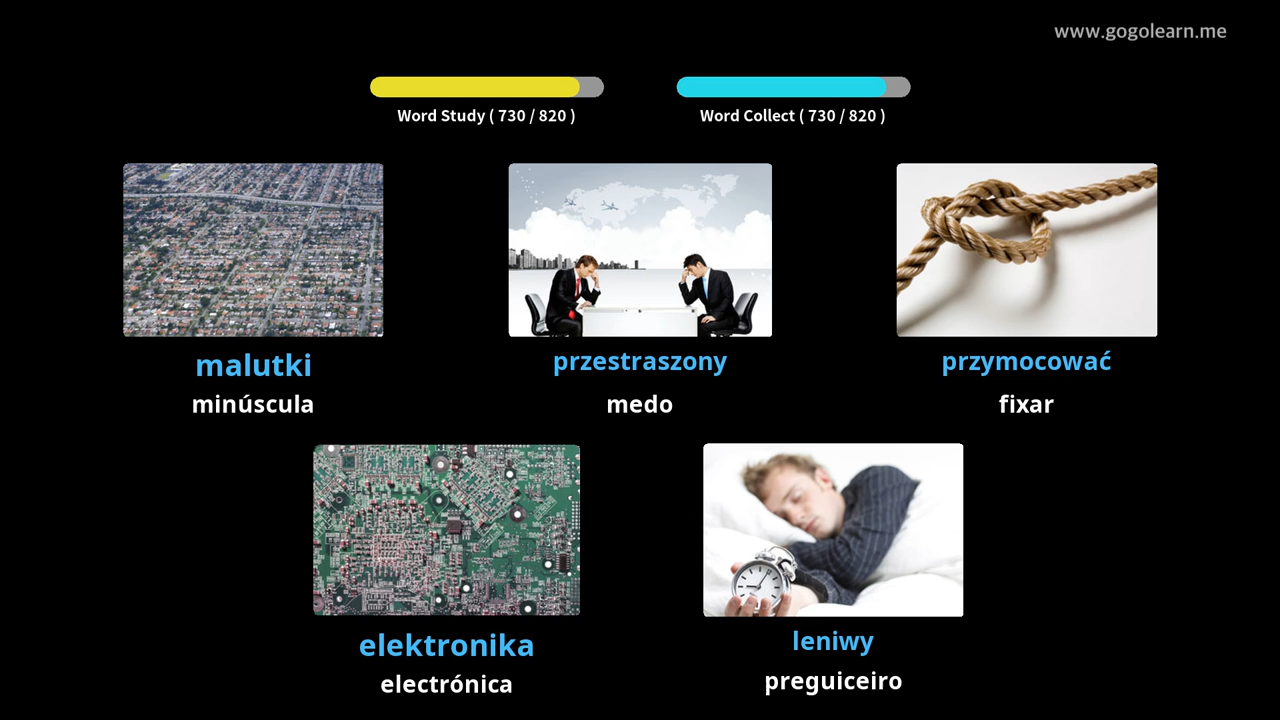 www.gogolearn.me
Word Study ( 730 / 820 )
Word Collect ( 730 / 820 )
malutki
minúscula
przestraszony
medo
przymocować
fixar
elektronika
electrónica
leniwy
preguiceiro